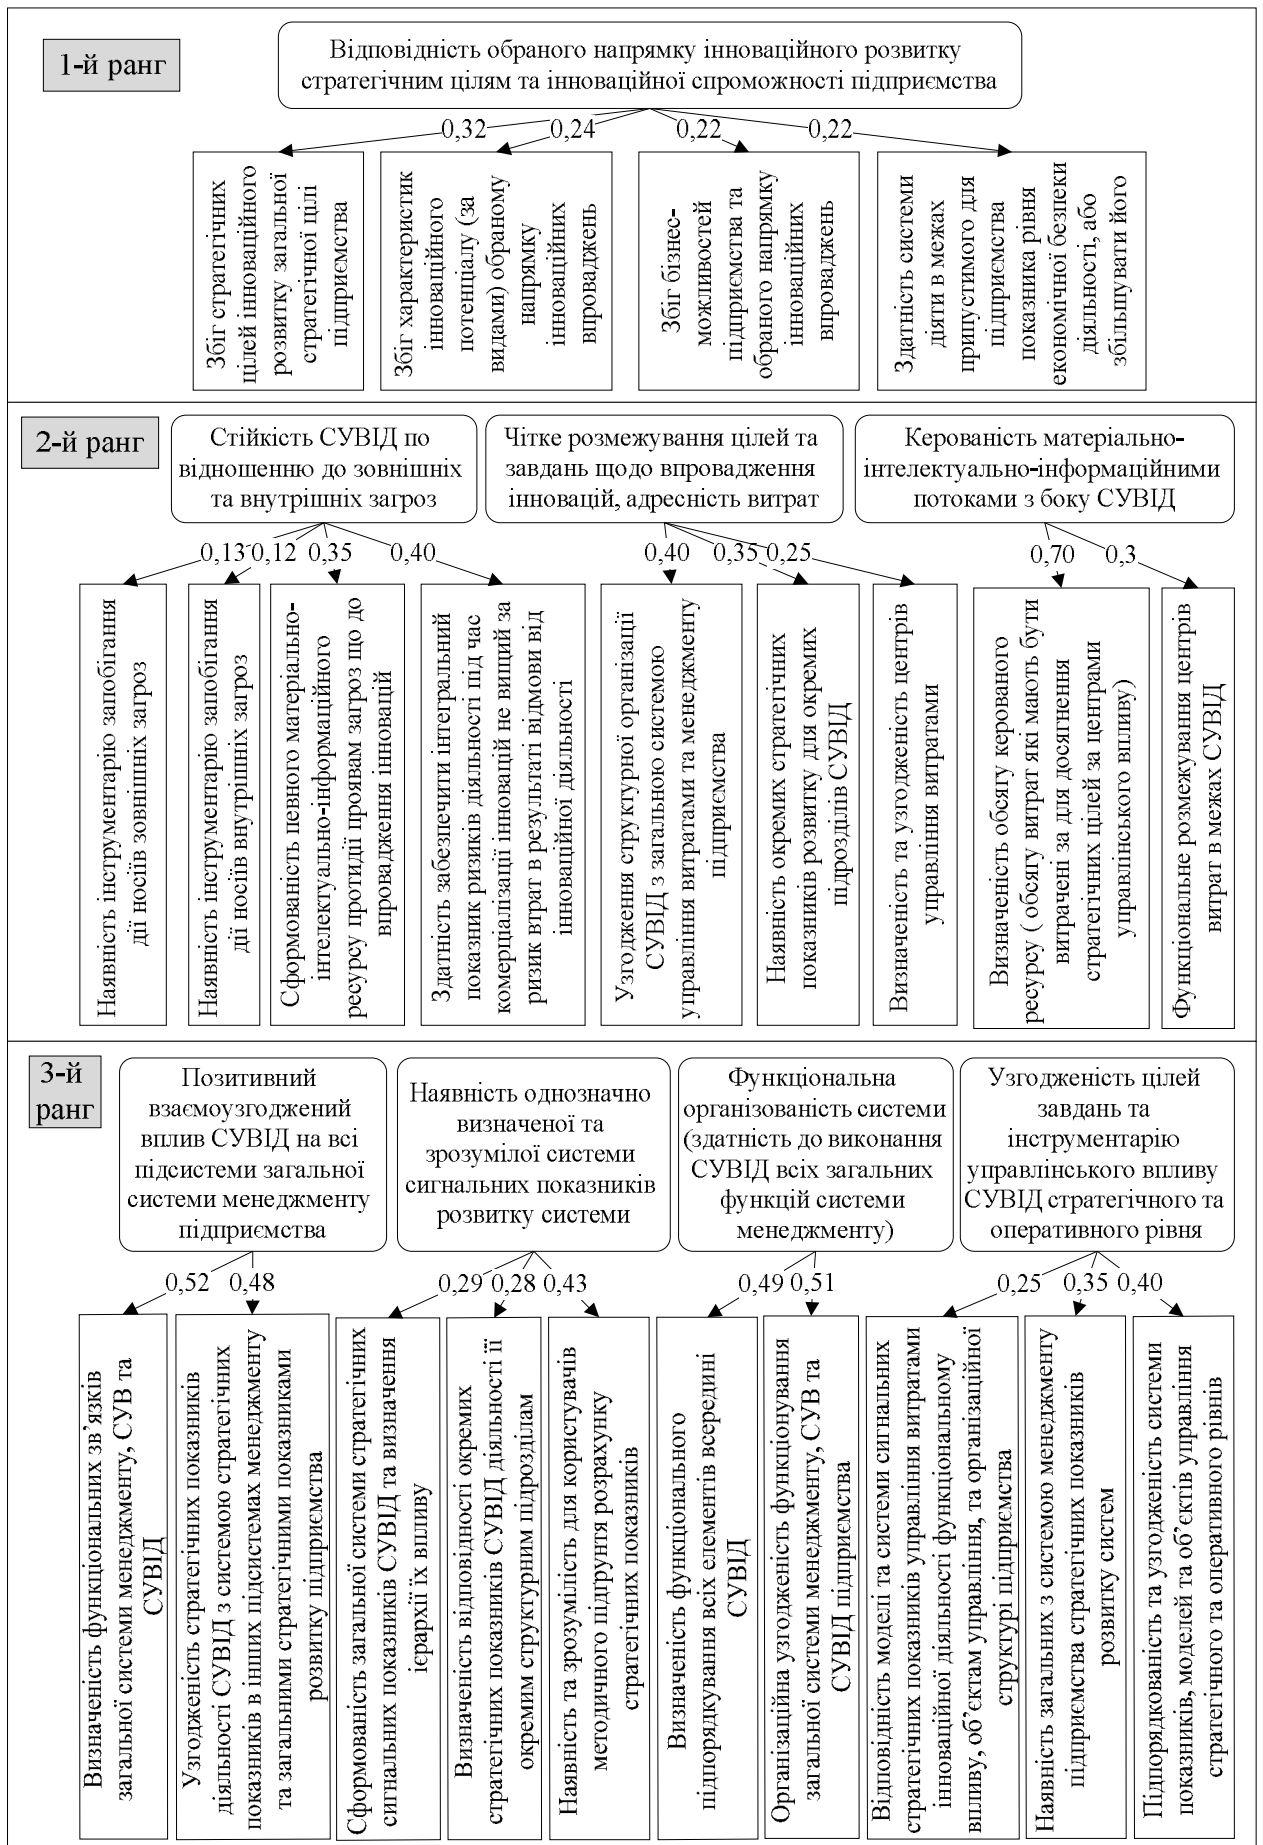 1-й ранг
Відповідність обраного напрямку інноваційного розвитку
стратегічним цілям та інноваційної спроможності підприємства
0,32
0,24
0,22
0,22
Збіг стратегічних
цілей інноваційного
розвитку загальної
стратегічної цілі
підприємства
Збіг характеристик
інноваційного
потенціалу (за
видами) обраному
напрямку
інноваційних
впроваджень
Збіг бізнес-
можливостей
підприємства та
обраного напрямку
інноваційних
впроваджень
Здатність системи
діяти в межах
припустимого для
підприємства
показника рівня
економічної безпеки
діяльності, або
збільшувати його
2-й ранг
Стійкість СУВІД по
відношенню до зовнішніх
та внутрішніх загроз
Чітке розмежування цілей та
завдань щодо впровадження
інновацій, адресність витрат
Керованість матеріально-
інтелектуально-інформаційними
потоками з боку СУВІД
0,13
0,12
0,35
0,40
0,40
0,35
0,25
0,70
0,3
Наявність інструментарію запобігання
дії носіїв зовнішніх загроз
Наявність інструментарію запобігання
дії носіїв внутрішніх загроз
Сформованість певного матеріально-
інтелектуально-інформаційного
ресурсу протидії проявам загроз що до
впровадження інновацій
Здатність забезпечити інтегральний
показник ризиків діяльності під час
комерціалізації інновацій не вищий за
ризик втрат в результаті відмови від
інноваційної діяльності
Узгодження структурної організації
СУВІД з загальною системою
управління витратами та менеджменту
підприємства
Наявність окремих стратегічних
показників розвитку для окремих
підрозділів СУВІД
Визначеність та узгодженість центрів
управління витратами
Визначеність обсягу керованого
ресурсу ( обсягу витрат які мають бути
витрачені за для досягнення
стратегічних цілей за центрами
управлінського впливу)
Функціональне розмежування центрів
витрат в межах СУВІД
3-й
ранг
Позитивний
взаємоузгоджений
вплив СУВІД на всі
підсистеми загальної
системи менеджменту
підприємства
Наявність однозначно
визначеної та
зрозумілої системи
сигнальних показників
розвитку системи
Функціональна
організованість системи
(здатність до виконання
СУВІД всіх загальних
функцій системи
менеджменту)
Узгодженість цілей
завдань та
інструментарію
управлінського впливу
СУВІД стратегічного та
оперативного рівня
0,52
0,48
0,29
0,28
0,43
0,49
0,51
0,25
0,35
0,40
Визначеність функціональних зв’язків
загальної системи менеджменту, СУВ та
СУВІД
Узгодженість стратегічних показників
діяльності СУВІД з системою стратегічних
показників в інших підсистемах менеджменту
та загальними стратегічними показниками
розвитку підприємства
Сформованість загальної системи стратегічних
сигнальних показників СУВІД та визначення
ієрархії їх впливу
Визначеність відповідності окремих
стратегічних показників СУВІД діяльності її
окремим структурним підрозділам
Наявність та зрозумілість для користувачів
методичного підґрунтя розрахунку
стратегічних показників
Визначеність функціонального
підпорядкування всіх елементів всередині
СУВІД
Організаційна узгодженість функціонування
загальної системи менеджменту, СУВ та
СУВІД підприємства
Відповідність моделі та системи сигнальних
стратегічних показників управління витратами
інноваційної діяльності функціональному
впливу, об’єктам управління, та організаційної
структурі підприємства
Наявність загальних з системою менеджменту
підприємства стратегічних показників
розвитку систем
Підпорядкованість та узгодженість системи
показників, моделей та об’єктів управління
стратегічного та оперативного рівнів